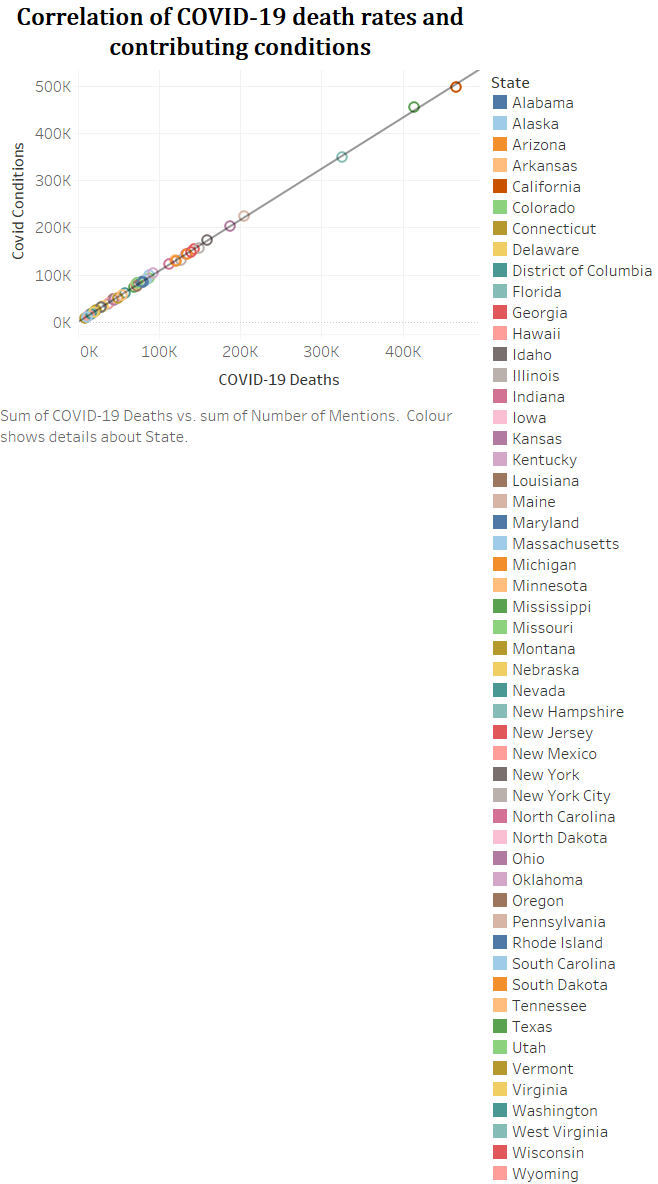 Correlation of COVID-19 death rates and
contributing conditions
Covid Conditions
500K
400K
300K
200K
100K
0K
0K 100K 200K 300K 400K
COVID-19 Deaths
Sum of COVID-19 Deaths vs. sum of Number of Mentions.  Colour
shows details about State.
State
Alabama
Alaska
Arizona
Arkansas
California
Colorado
Connecticut
Delaware
District of Columbia
Florida
Georgia
Hawaii
Idaho
Illinois
Indiana
Iowa
Kansas
Kentucky
Louisiana
Maine
Maryland
Massachusetts
Michigan
Minnesota
Mississippi
Missouri
Montana
Nebraska
Nevada
New Hampshire
New Jersey
New Mexico
New York
New York City
North Carolina
North Dakota
Ohio
Oklahoma
Oregon
Pennsylvania
Rhode Island
South Carolina
South Dakota
Tennessee
Texas
Utah
Vermont
Virginia
Washington
West Virginia
Wisconsin
Wyoming